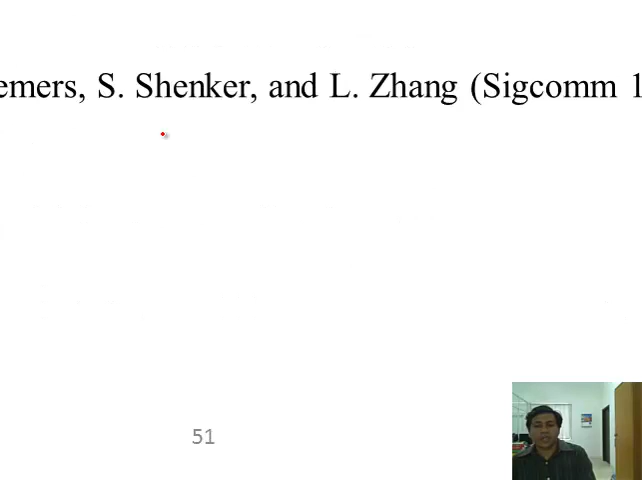 emers, S. Shenker, and L. Zhang (Sigcomm 1
51